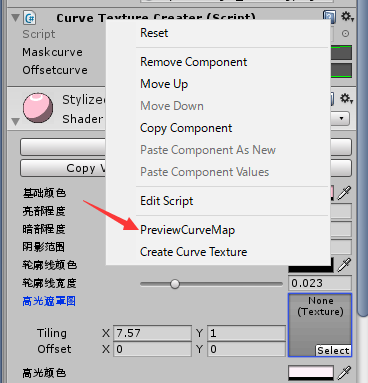 Curve Texture Creater (Script)
Script
Maskcurve
Offsetcurve
Reset
Remove Component
Move Up
Move Down
Copy Component
Paste Component As New
Paste Component Values
Edit Script
PreviewCurveMap
Create Curve Texture
Stylized
Shader
Copy V
基础颜色
亮部程度
暗部程度
阴影范围
轮廓线颜色
轮廓线宽度 0.023
高光遮罩图
None
(Texture)
Tiling X 7.57 Y 1
Offset X 0 Y 0
Select
高光颜色